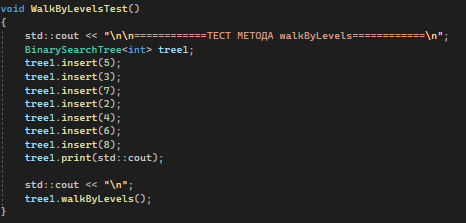 void WalkByLevelsTest()
{
    std::cout << "\n\n============ТЕСТ МЕТОДА walkByLevels============\n";
    BinarySearchTree<int> tree1;
    tree1.insert(5);
    tree1.insert(3);
    tree1.insert(7);
    tree1.insert(2);
    tree1.insert(4);
    tree1.insert(6);
    tree1.insert(8);
    tree1.print(std::cout);

    std::cout << "\n";
    tree1.walkByLevels();
}